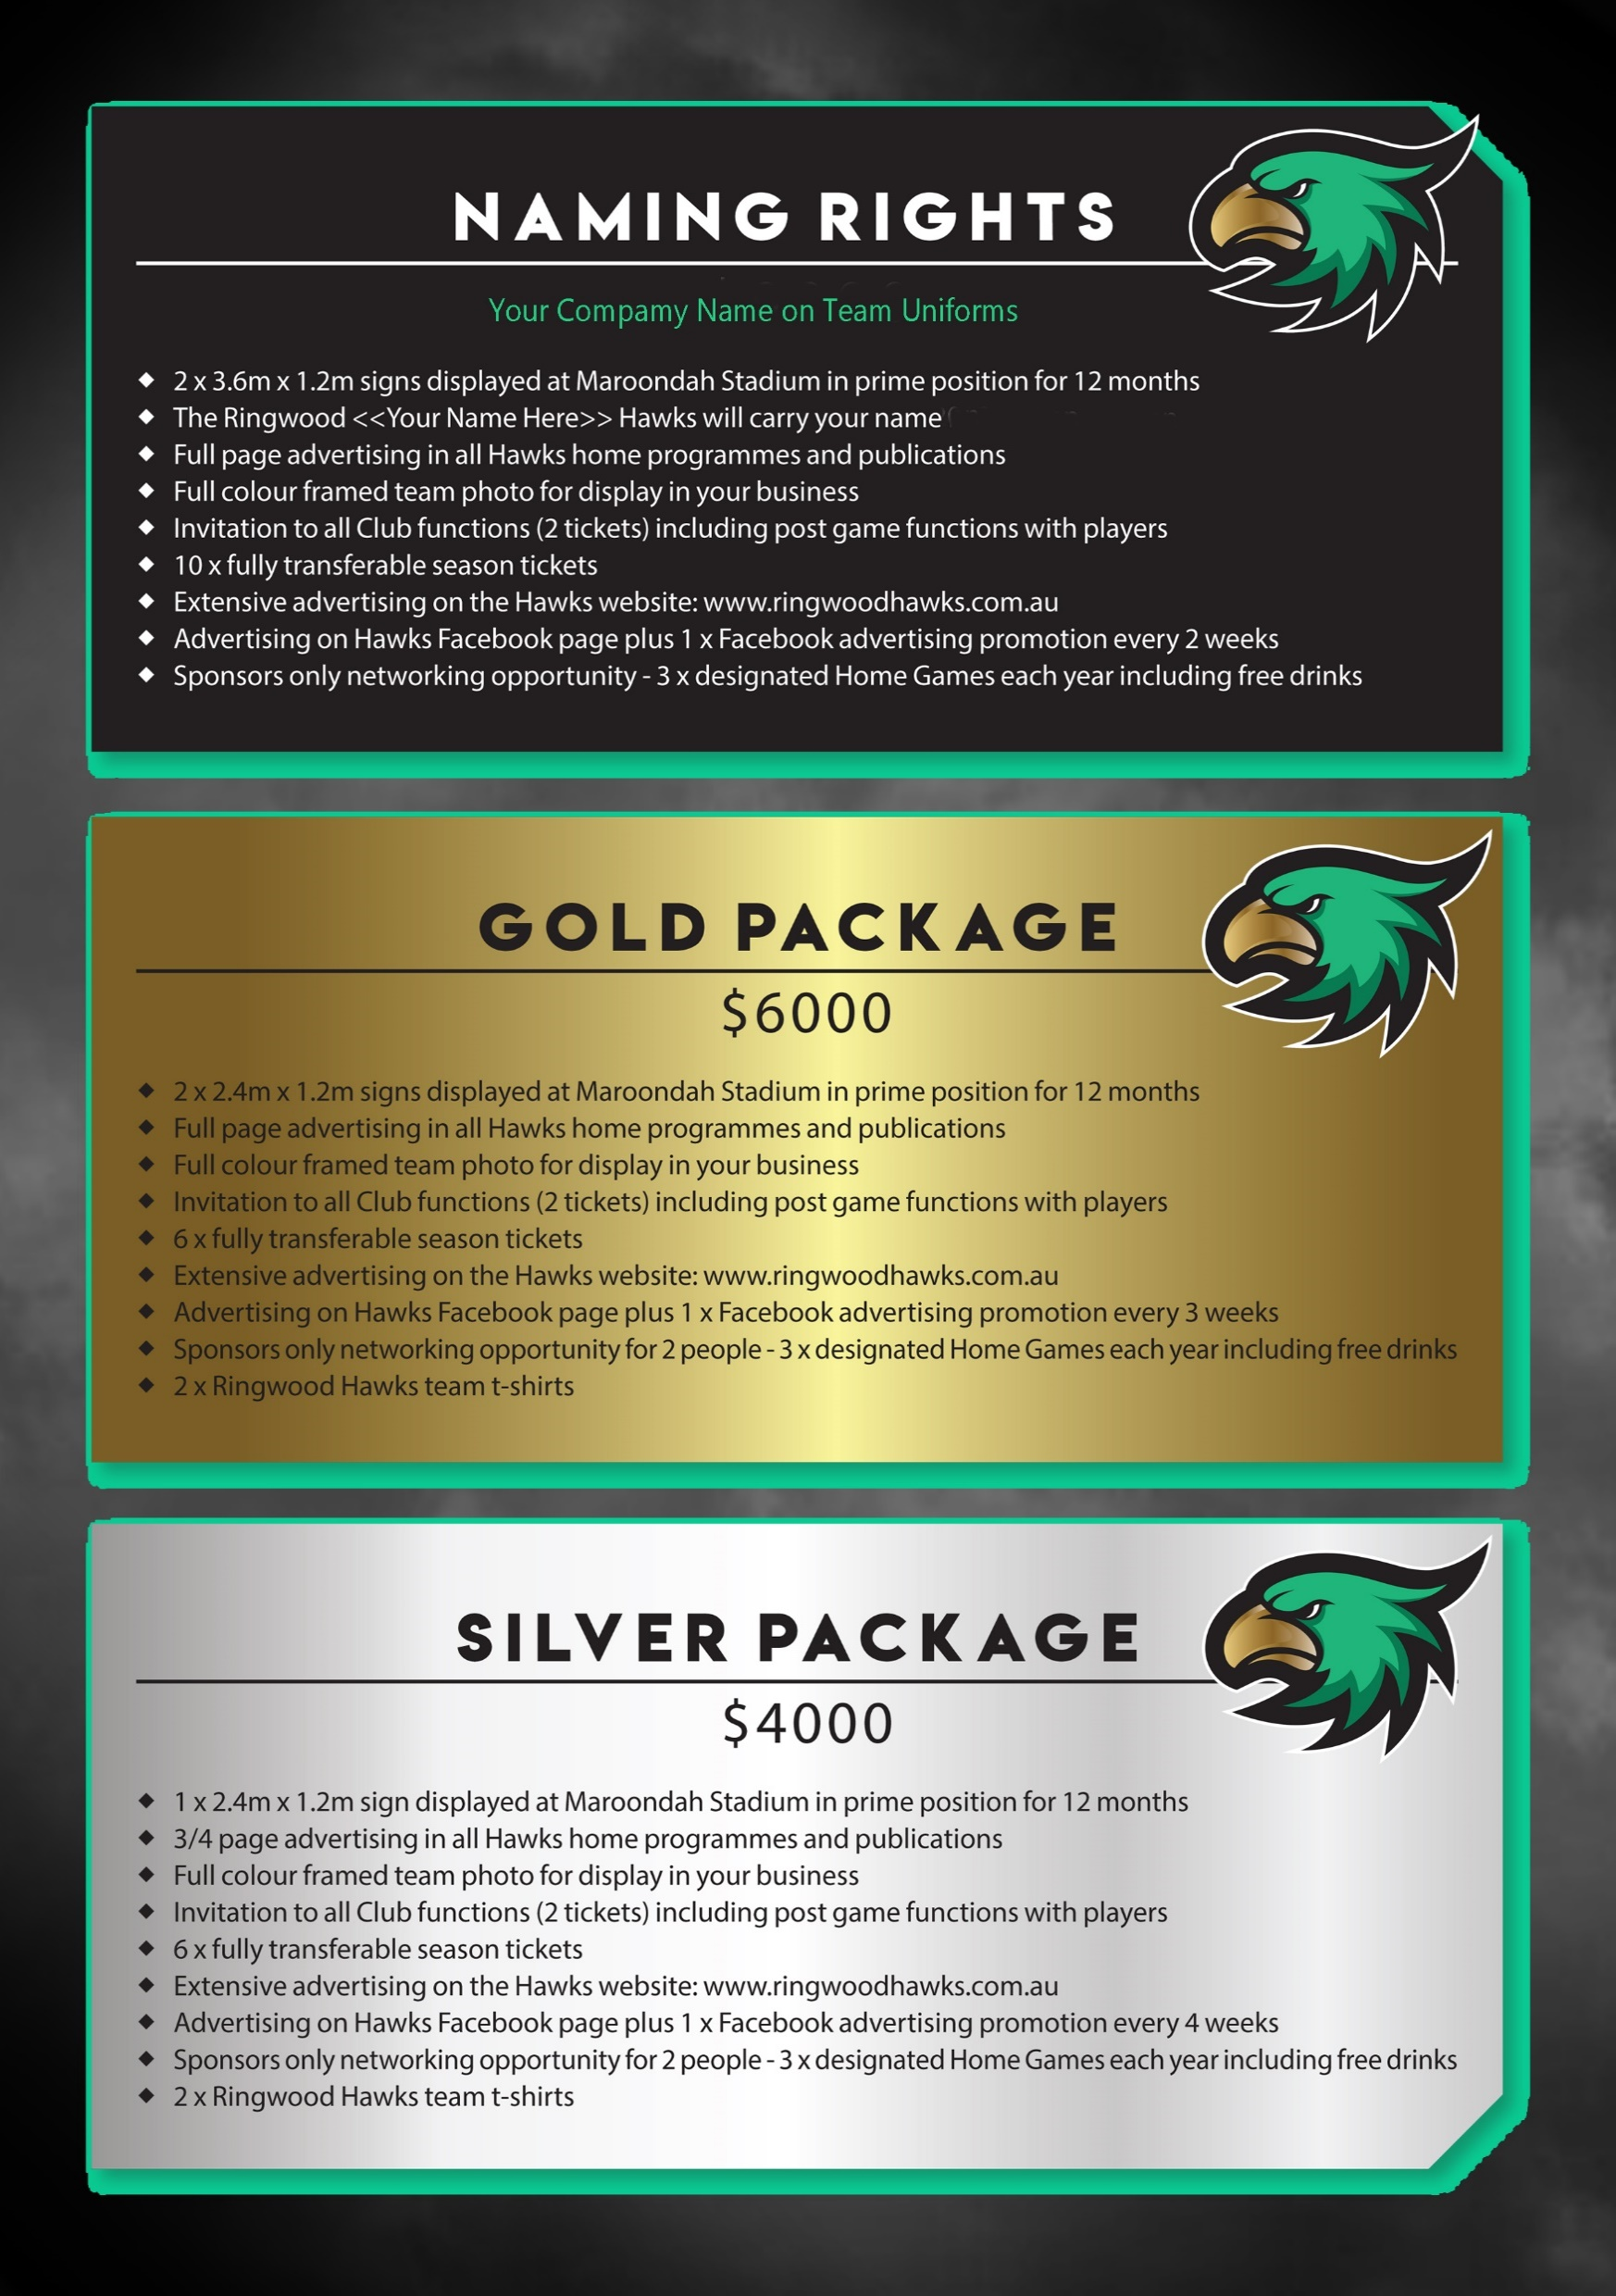 NAMING RIGHTS
Your Compamy Name on Team Uniforms
◆ 2 x 3.6m x 1.2m signs displayed at Maroondah Stadium in prime position for 12 months
◆ The Ringwood <<Your Name Here>> Hawks will carry your name
◆ Full page advertising in all Hawks home programmes and publications
◆ Full colour framed team photo for display in your business
◆ Invitation to all Club functions (2 tickets) including post game functions with players
◆ 10 x fully transferable season tickets
◆ Extensive advertising on the Hawks website: www.ringwoodhawks.com.au
◆ Advertising on Hawks Facebook page plus 1 x Facebook advertising promotion every 2 weeks
◆ Sponsors only networking opportunity - 3 x designated Home Games each year including free drinks
GOLD PACKAGE
$6000
◆ 2 x 2.4m x 1.2m signs displayed at Maroondah Stadium in prime position for 12 months
◆ Full page advertising in all Hawks home programmes and publications
◆ Full colour framed team photo for display in your business
◆ Invitation to all Club functions (2 tickets) including post game functions with players
◆ 6 x fully transferable season tickets
◆ Extensive advertising on the Hawks website: www.ringwoodhawks.com.au
◆ Advertising on Hawks Facebook page plus 1 x Facebook advertising promotion every 3 weeks
◆ Sponsors only networking opportunity for 2 people - 3 x designated Home Games each year including free drinks
◆ 2 x Ringwood Hawks team t-shirts
SILVER PACKAGE
$4000
◆ 1 x 2.4m x 1.2m sign displayed at Maroondah Stadium in prime position for 12 months
◆ 3/4 page advertising in all Hawks home programmes and publications
◆ Full colour framed team photo for display in your business
◆ Invitation to all Club functions (2 tickets) including post game functions with players
◆ 6 x fully transferable season tickets
◆ Extensive advertising on the Hawks website: www.ringwoodhawks.com.au
◆ Advertising on Hawks Facebook page plus 1 x Facebook advertising promotion every 4 weeks
◆ Sponsors only networking opportunity for 2 people - 3 x designated Home Games each year including free drinks
◆ 2 x Ringwood Hawks team t-shirts